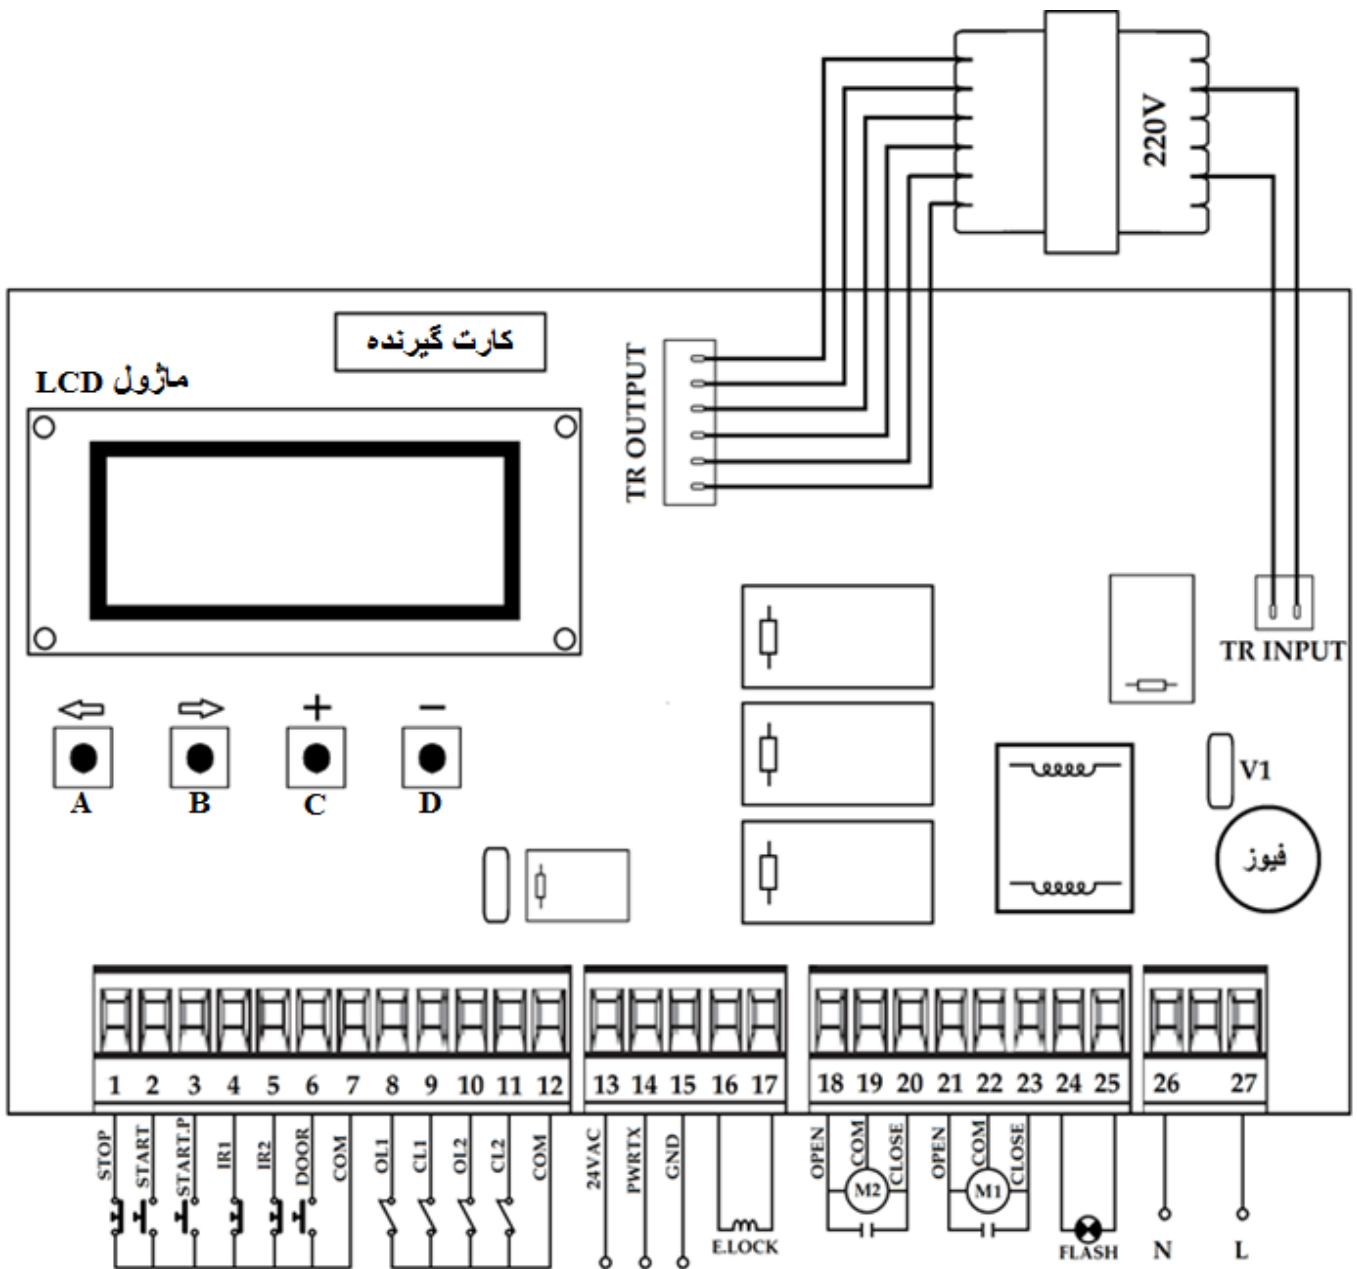 220V
کارت گیرنده
ماژول LCD
TR OUTPUT
TR INPUT
+
−
A B C D
V1
فیوز
1 2 3 4 5 6 7 8 9 10 11 12 13 14 15 16 17 18 19 20 21 22 23 24 25 26 27
STOP
START
START.P
IR1
IR2
DOOR
COM
OL1
CL1
OL2
CL2
COM
24VAC
PWRTX
GND
E.LOCK
OPEN
COM
CLOSE
M2
OPEN
COM
CLOSE
M1
FLASH
N
L